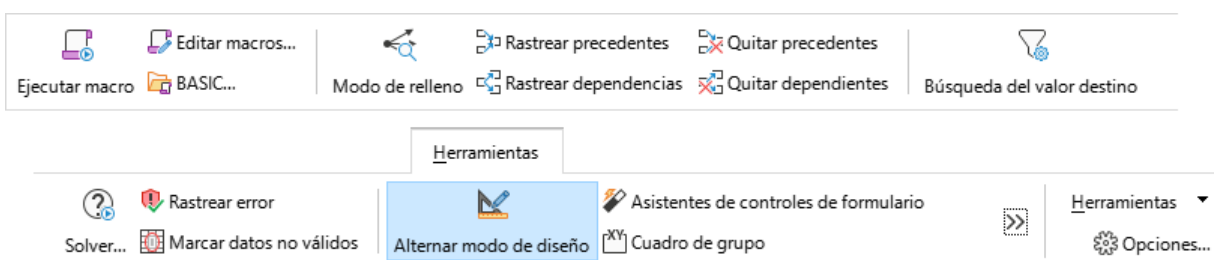 Editar macros... Rastrear precedentes Quitar precedentes
Ejecutar macro BASIC... Modo de relleno Rastrear dependencias Quitar dependientes Búsqueda del valor destino
Herramientas
Rastrear error Asistentes de controles de formulario Herramientas
Solver... Marcar datos no válidos Alternar modo de diseño XY Cuadro de grupo Opciones...